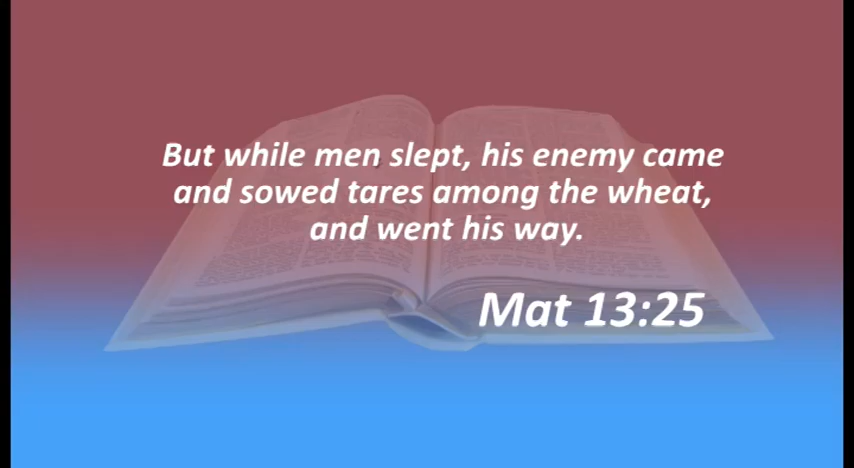 But while men slept, his enemy came
and sowed tares among the wheat,
and went his way.
Mat 13:25